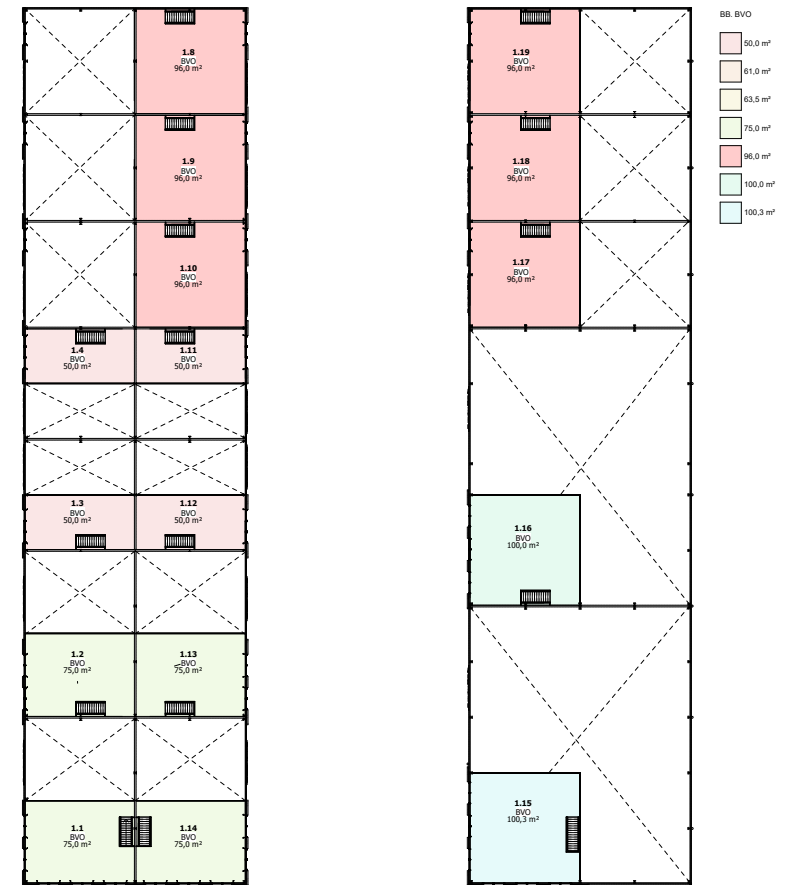 1.8
BVO
96,0 m²
1.9
BVO
96,0 m²
1.10
BVO
96,0 m²
1.4
BVO
50,0 m²
1.11
BVO
50,0 m²
1.3
BVO
50,0 m²
1.12
BVO
50,0 m²
1.2
BVO
75,0 m²
1.13
BVO
75,0 m²
1.1
BVO
75,0 m²
1.14
BVO
75,0 m²
1.19
BVO
96,0 m²
1.18
BVO
96,0 m²
1.17
BVO
96,0 m²
1.16
BVO
100,0 m²
1.15
BVO
100,3 m²
BB. BVO
50,0 m²
61,0 m²
63,5 m²
75,0 m²
96,0 m²
100,0 m²
100,3 m²